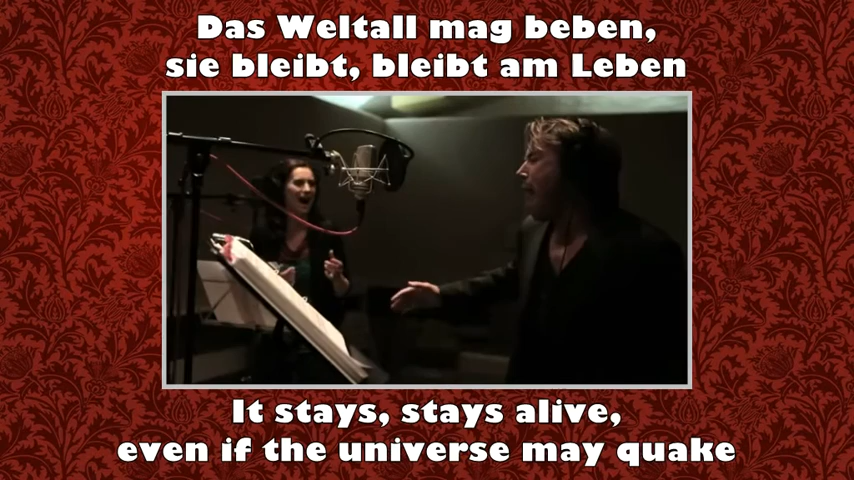 Das Weltall mag beben,
sie bleibt, bleibt am Leben
It stays, stays alive,
even if the universe may quake